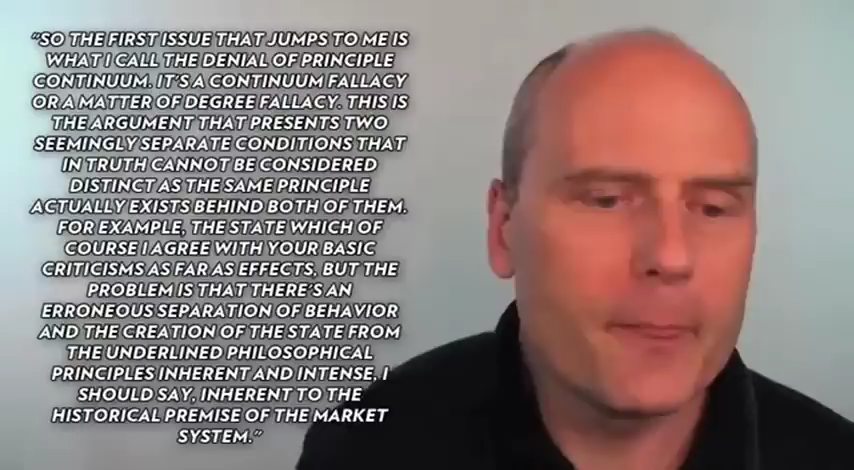 "SO THE FIRST ISSUE THAT JUMPS TO ME IS
WHAT I CALL THE DENIAL OF PRINCIPLE
CONTINUUM. IT'S A CONTINUUM FALLACY
OR A MATTER OF DEGREE FALLACY. THIS IS
THE ARGUMENT THAT PRESENTS TWO
SEEMINGLY SEPARATE CONDITIONS THAT
IN TRUTH CANNOT BE CONSIDERED
DISTINCT AS THE SAME PRINCIPLE
ACTUALLY EXISTS BEHIND BOTH OF THEM.
FOR EXAMPLE, THE STATE WHICH OF
COURSE I AGREE WITH YOUR BASIC
CRITICISMS AS FAR AS EFFECTS, BUT THE
PROBLEM IS THAT THERE'S AN
ERRONEOUS SEPARATION OF BEHAVIOR
AND THE CREATION OF THE STATE FROM
THE UNDERLINED PHILOSOPHICAL
PRINCIPLES INHERENT AND INTENSE, I
SHOULD SAY, INHERENT TO THE
HISTORICAL PREMISE OF THE MARKET
SYSTEM."